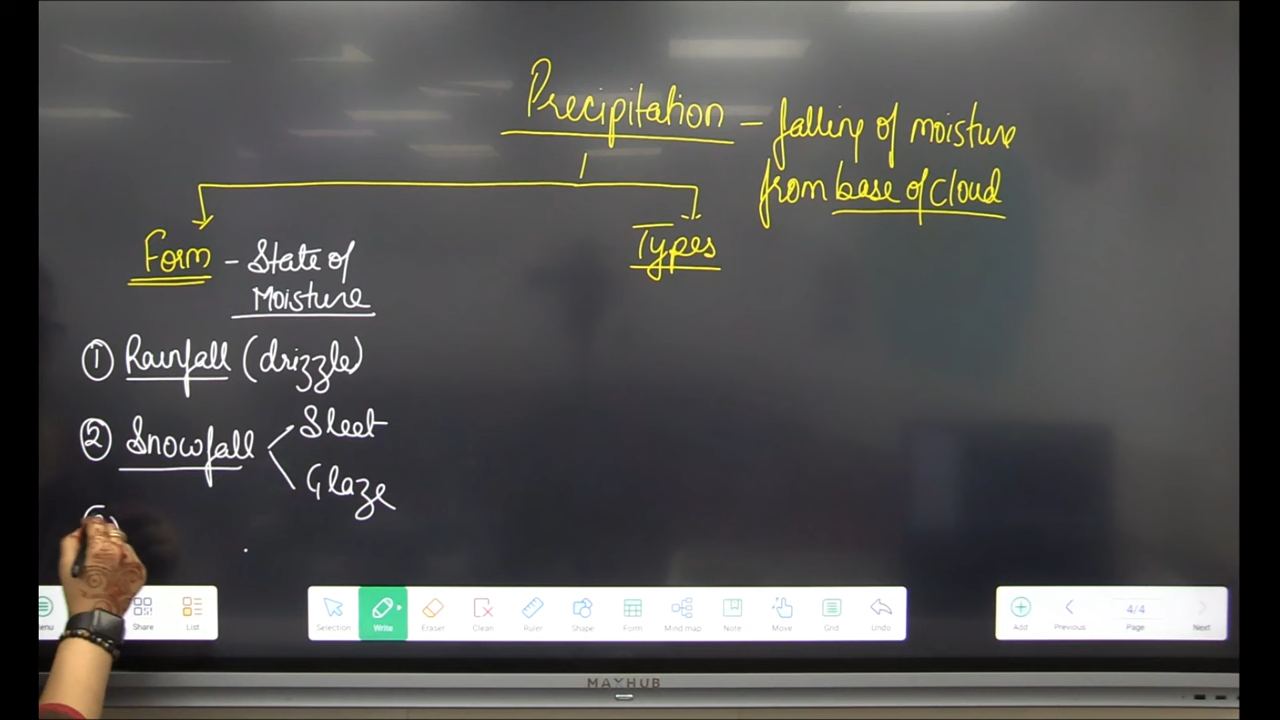 Precipitation – falling of moisture
from base of cloud
Form – State of
Moisture
Types
① Rainfall (drizzle)
② Snowfall
Sleet
Glaze
Share
List
Selection
Write
Eraser
Clean
Ruler
Shape
Form
Mind map
Note
Move
Grid
Undo
Add
Previous
4/4
Page
Next
MAYHUB